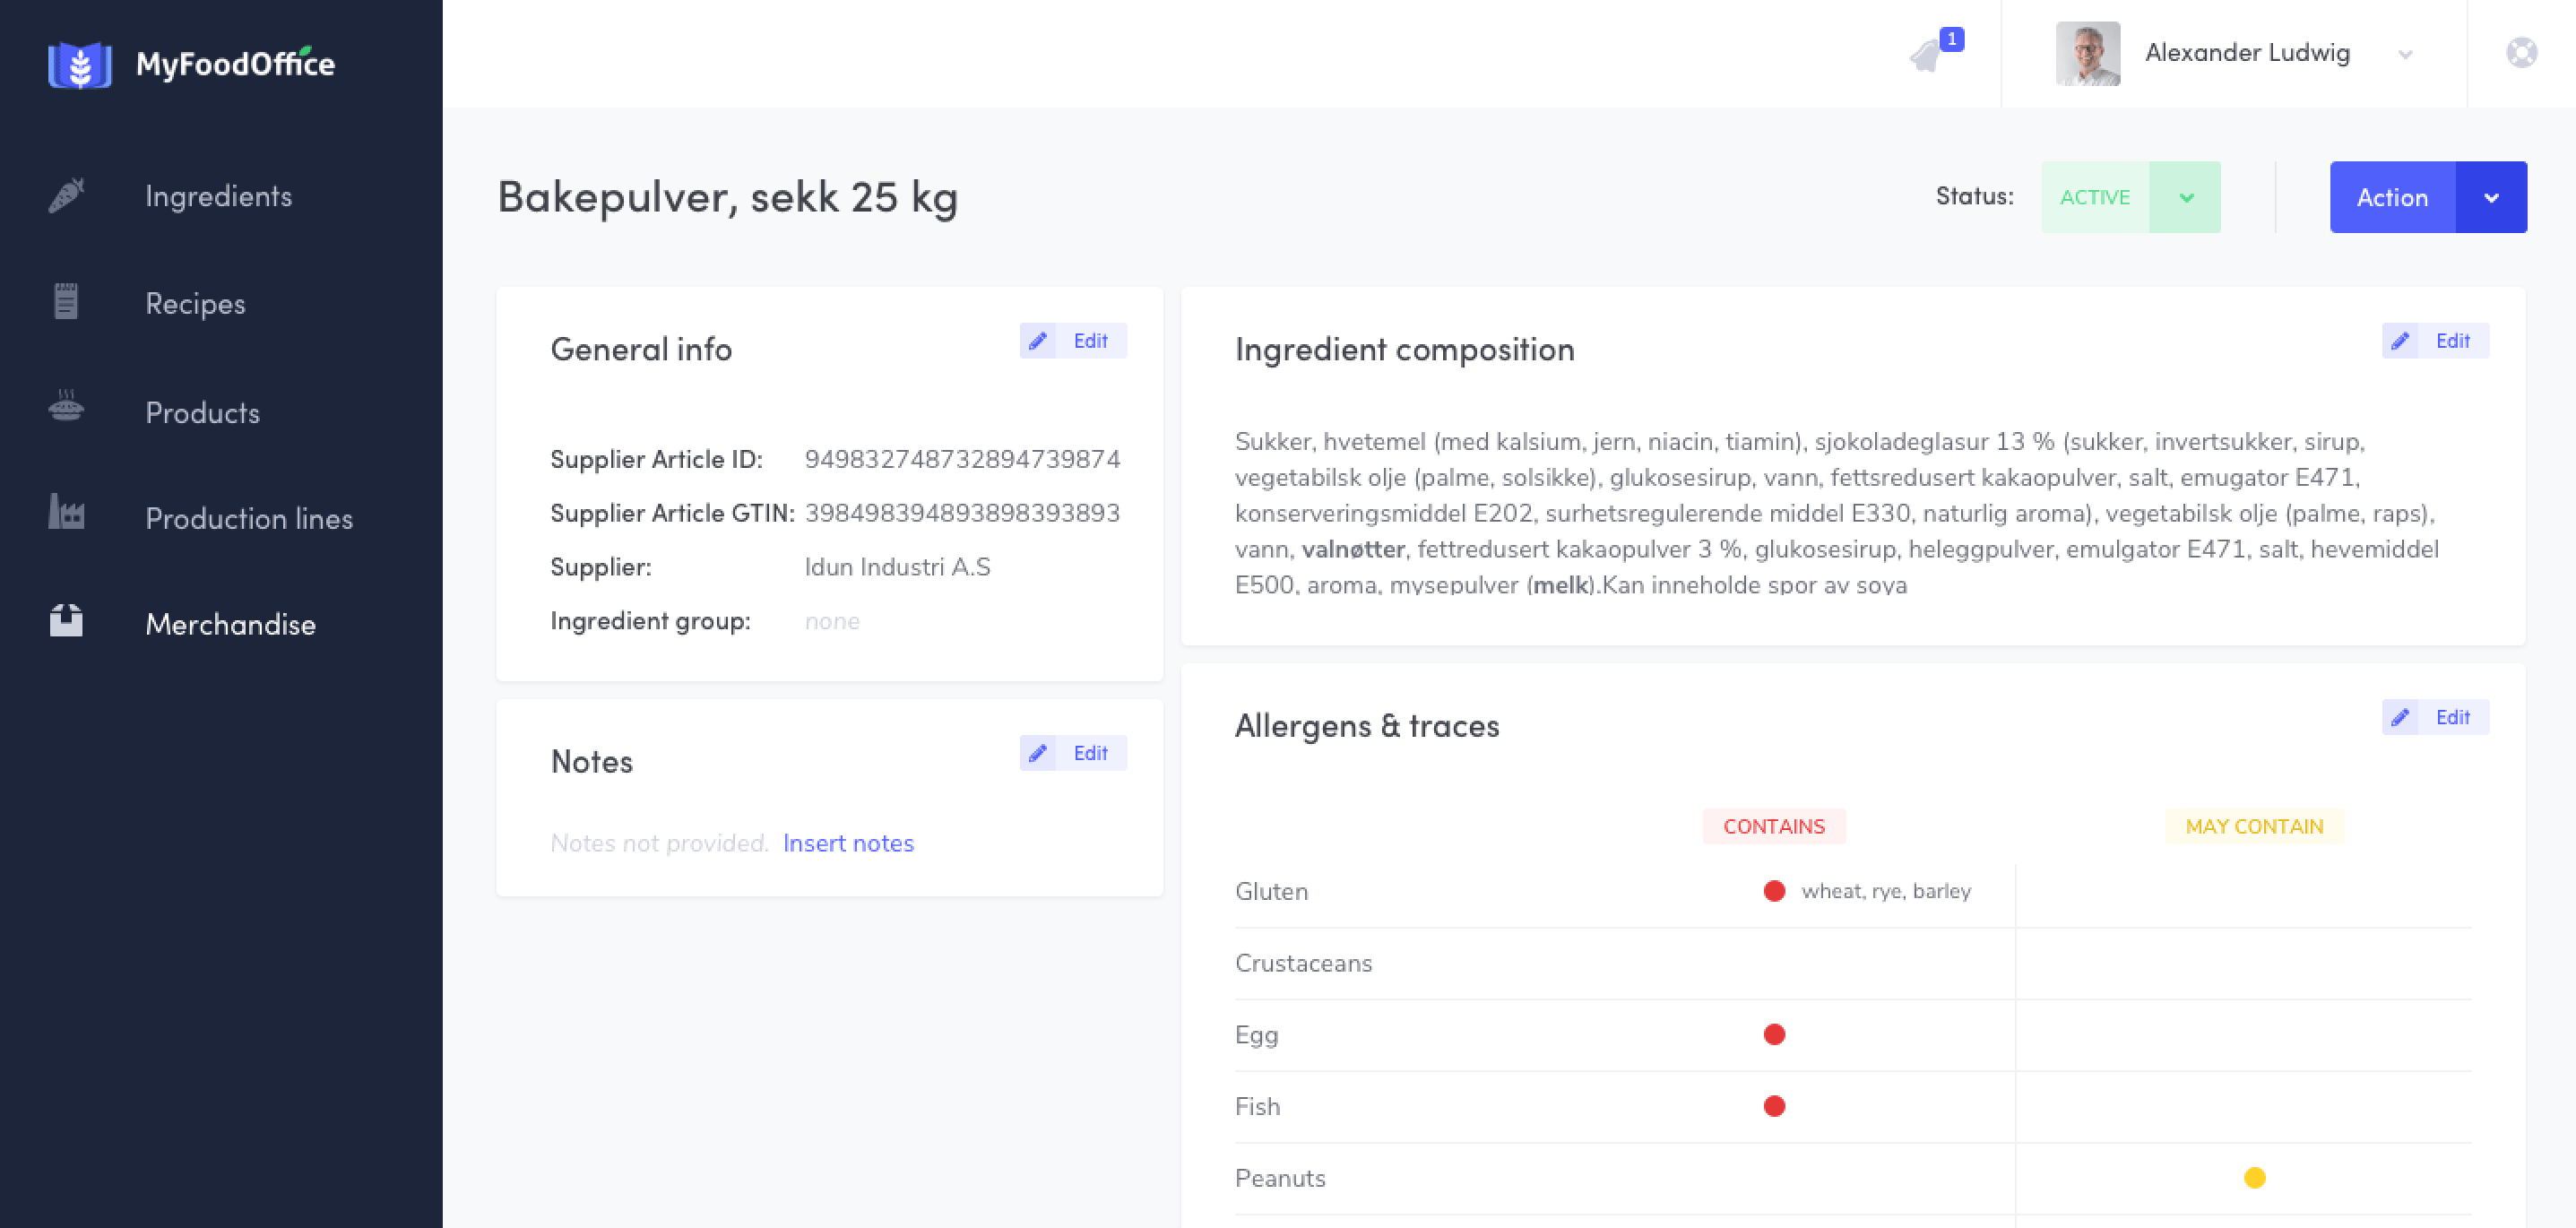 MyFoodOffice
1
Alexander Ludwig
Ingredients
Recipes
Products
Production lines
Merchandise
Bakepulver, sekk 25 kg
Status:
ACTIVE
Action
General info
Edit
Supplier Article ID: 949832748732894739874
Supplier Article GTIN: 398498394893898393893
Supplier: Idun Industri A.S
Ingredient group: none
Notes
Edit
Notes not provided. Insert notes
Ingredient composition
Edit
Sukker, hvetemel (med kalsium, jern, niacin, tiamin), sjokoladeglasur 13 % (sukker, invertsukker, sirup,
vegetabilsk olje (palme, solsikke), glukosesirup, vann, fettsredusert kakaopulver, salt, emugator E471,
konserveringsmiddel E202, surhetsregulerende middel E330, naturlig aroma), vegetabilsk olje (palme, raps),
vann, valnøtter, fettredusert kakaopulver 3 %, glukosesirup, heleggpulver, emulgator E471, salt, hevemiddel
E500, aroma, mysepulver (melk).Kan inneholde spor av soya
Allergens & traces
Edit
CONTAINS
MAY CONTAIN
Gluten
wheat, rye, barley
Crustaceans
Egg
Fish
Peanuts